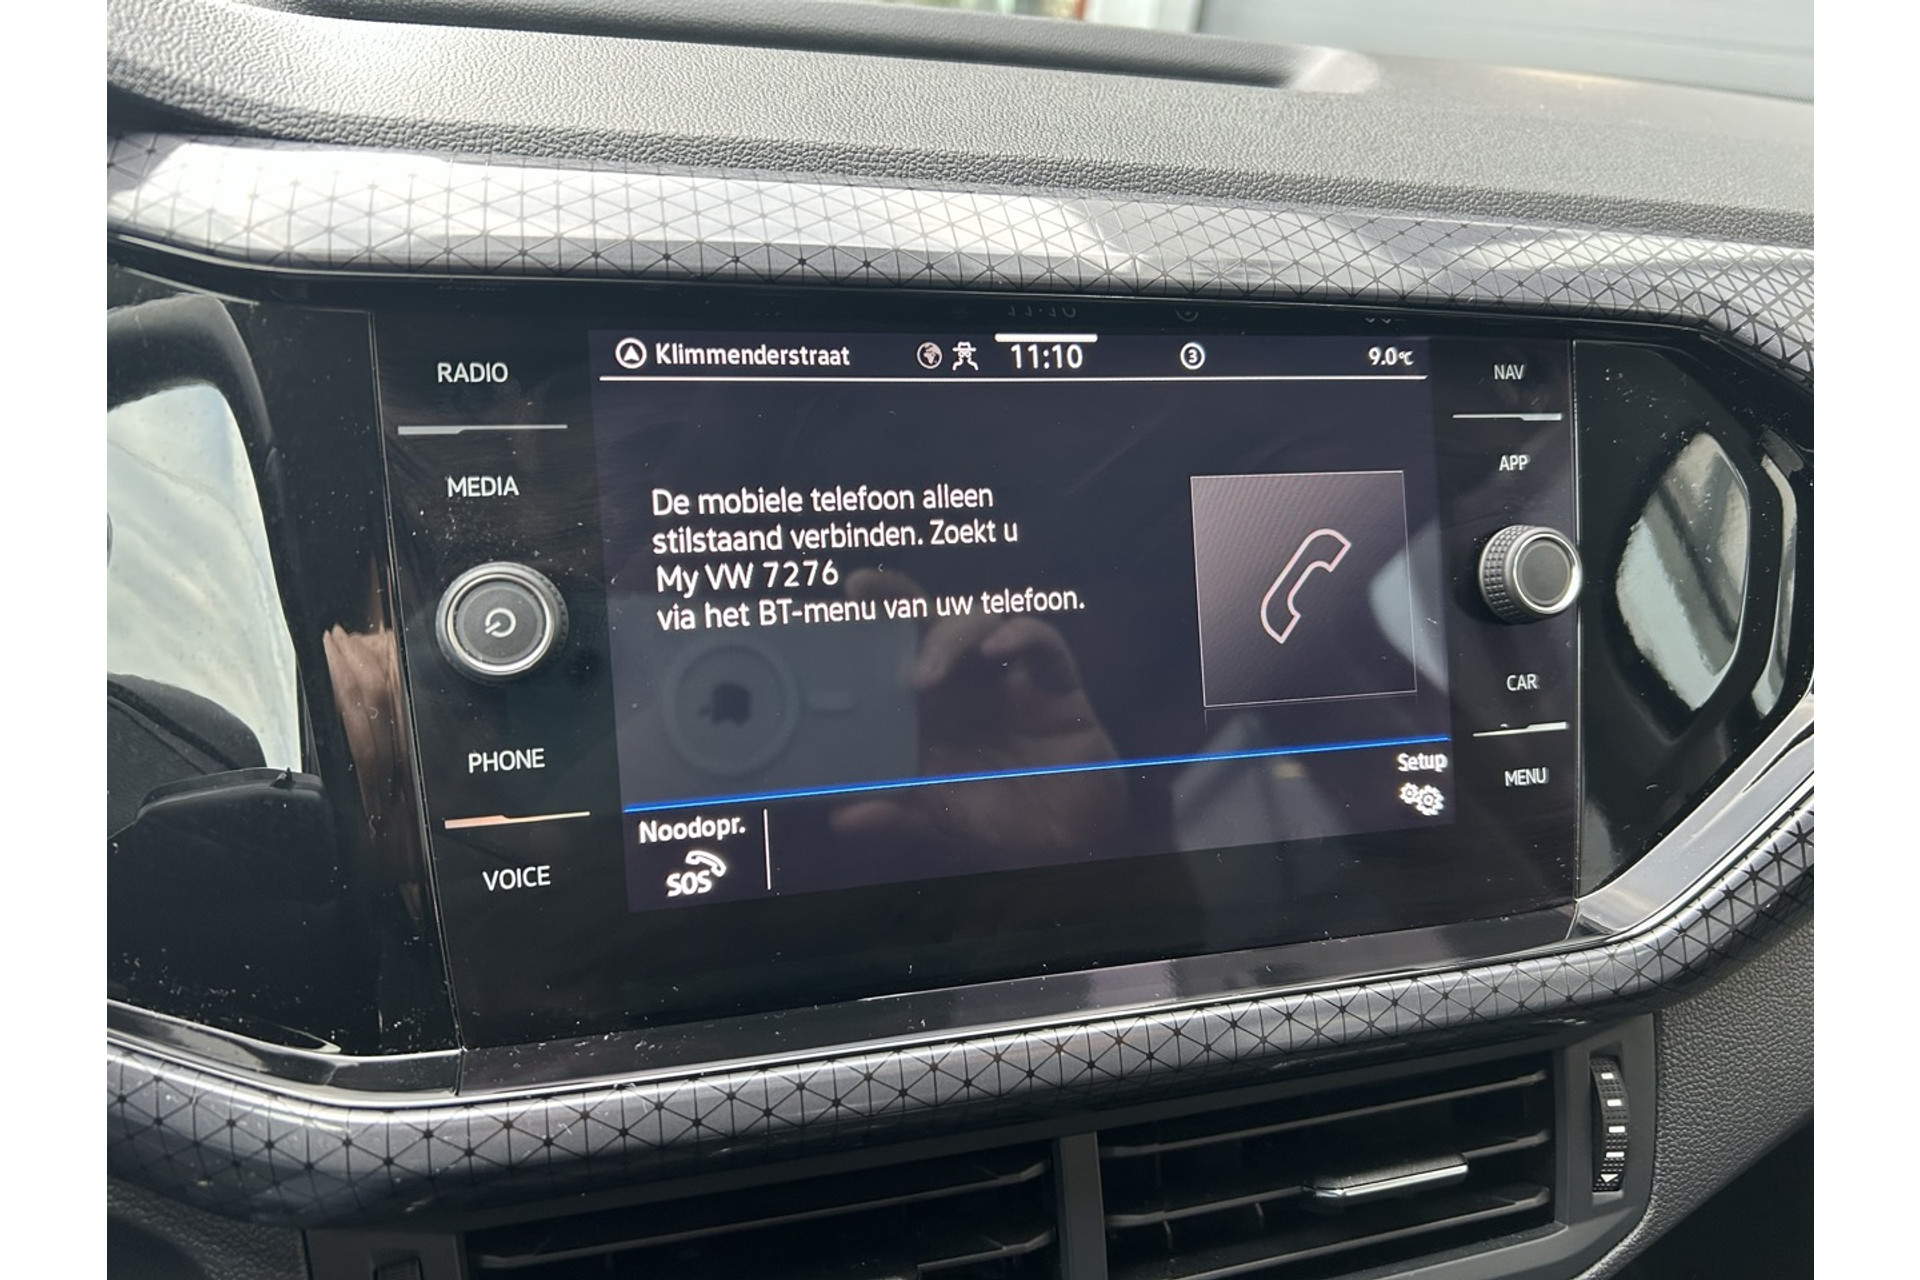 RADIO
MEDIA
PHONE
VOICE
Klimmenderstraat
11:10
3
9.0°C
De mobiele telefoon alleen
stilstaand verbinden. Zoekt u
My VW 7276
via het BT-menu van uw telefoon.
Setup
Noodopr.
SOS
NAV
APP
CAR
MENU